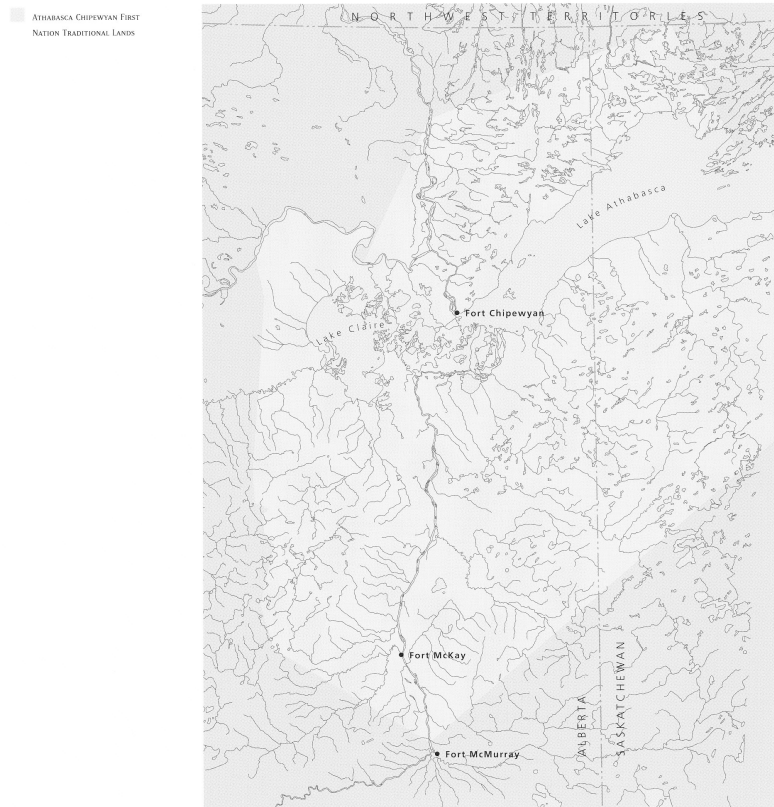 Athabasca Chipewyan First
Nation Traditional Lands
NORTHWEST TERRITORIES
Lake Athabasca
Fort Chipewyan
Lake Claire
Fort McKay
ALBERTA
SASKATCHEWAN
Fort McMurray